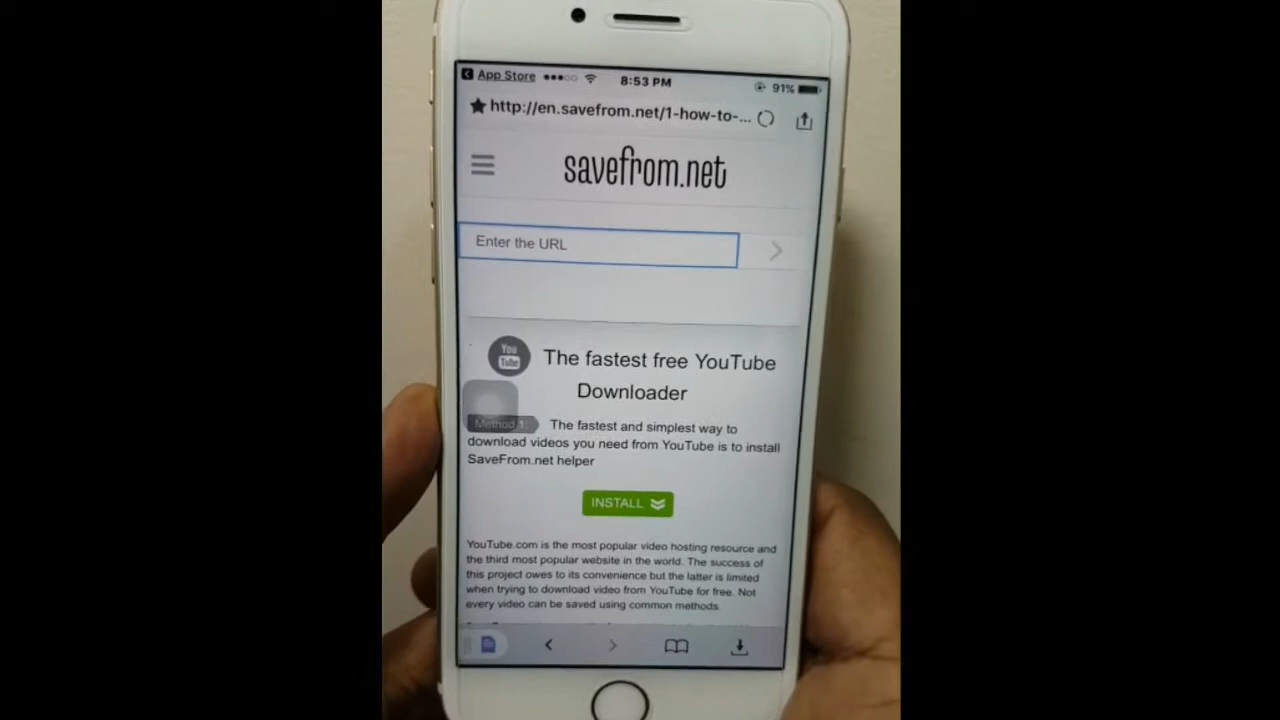 App Store 8:53 PM 91%
http://en.savefrom.net/1-how-to-...
savefrom.net
Enter the URL
You
Tube
The fastest free YouTube
Downloader
Method 1: The fastest and simplest way to
download videos you need from YouTube is to install
SaveFrom.net helper
INSTALL
YouTube.com is the most popular video hosting resource and
the third most popular website in the world. The success of
this project owes to its convenience but the latter is limited
when trying to download video from YouTube for free. Not
every video can be saved using common methods.